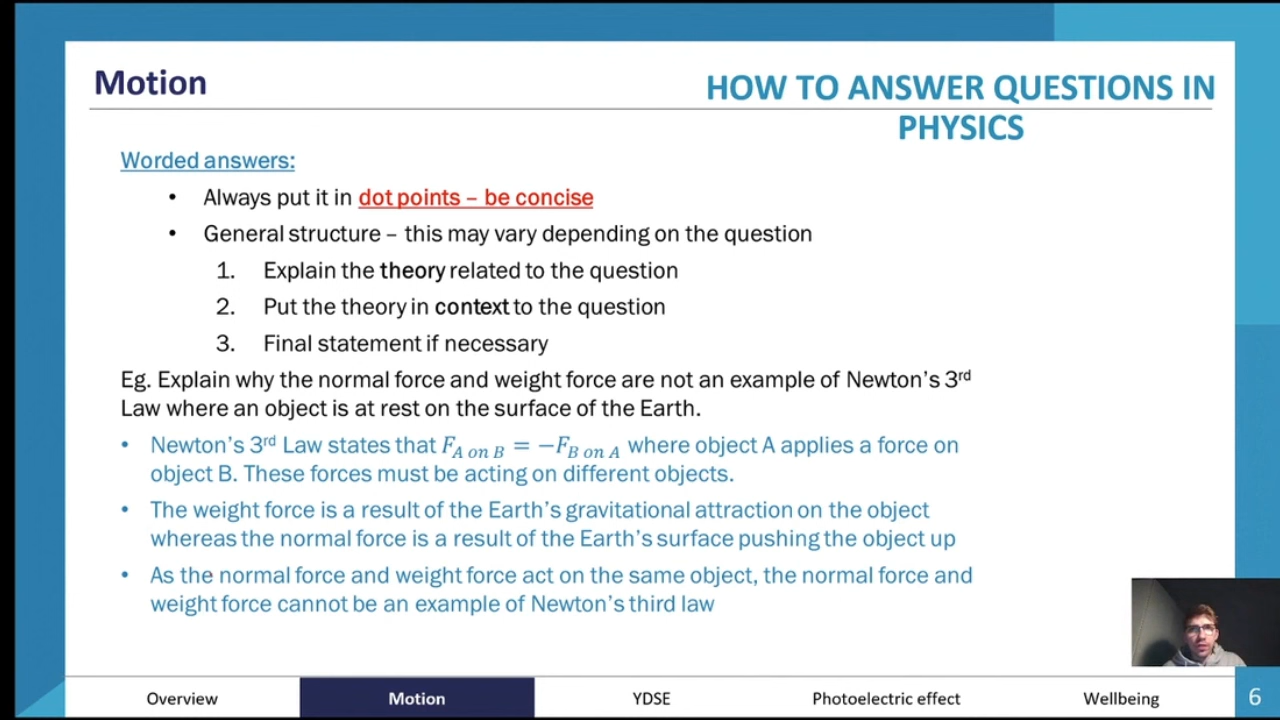 Motion
HOW TO ANSWER QUESTIONS IN
PHYSICS
Worded answers:
• Always put it in dot points – be concise
• General structure – this may vary depending on the question
1. Explain the theory related to the question
2. Put the theory in context to the question
3. Final statement if necessary
Eg. Explain why the normal force and weight force are not an example of Newton's 3rd
Law where an object is at rest on the surface of the Earth.
• Newton's 3rd Law states that F_{A on B} = −F_{B on A} where object A applies a force on
object B. These forces must be acting on different objects.
• The weight force is a result of the Earth's gravitational attraction on the object
whereas the normal force is a result of the Earth's surface pushing the object up
• As the normal force and weight force act on the same object, the normal force and
weight force cannot be an example of Newton's third law
Overview Motion YDSE Photoelectric effect Wellbeing 6